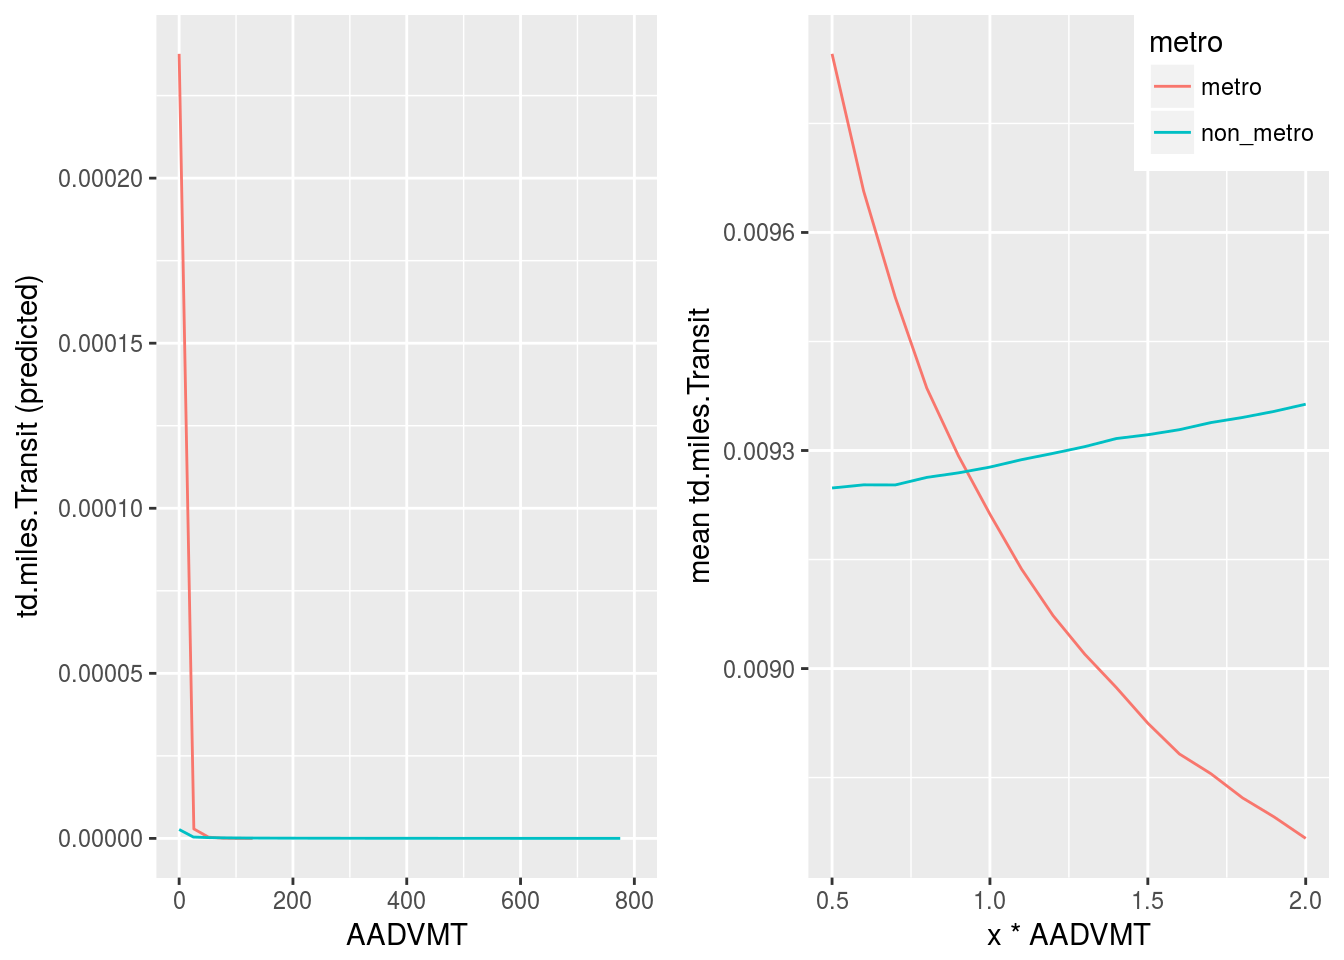 td.miles.Transit (predicted)
0.00020
0.00015
0.00010
0.00005
0.00000
0
200
400
600
800
AADVMT
mean td.miles.Transit
0.0096
0.0093
0.0090
0.5
1.0
1.5
2.0
x * AADVMT
metro
metro
non_metro